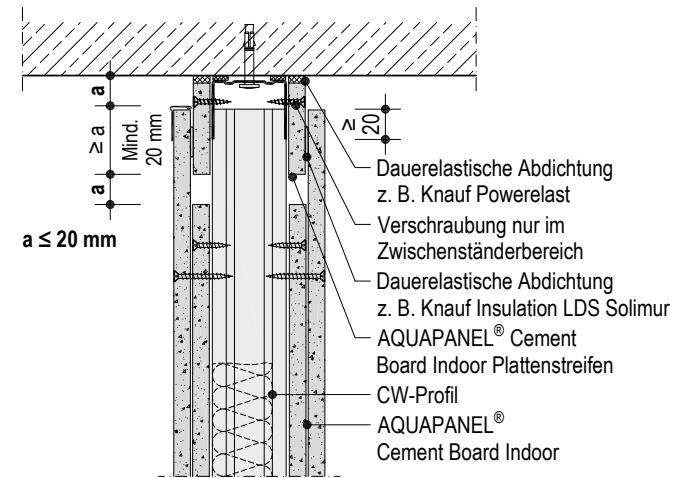 a
≥ a
Mind.
20 mm
a
a ≤ 20 mm
≥
20
Dauerelastische Abdichtung
z. B. Knauf Powerelast
Verschraubung nur im
Zwischenständerbereich
Dauerelastische Abdichtung
z. B. Knauf Insulation LDS Solimur
AQUAPANEL® Cement
Board Indoor Plattenstreifen
CW-Profil
AQUAPANEL®
Cement Board Indoor